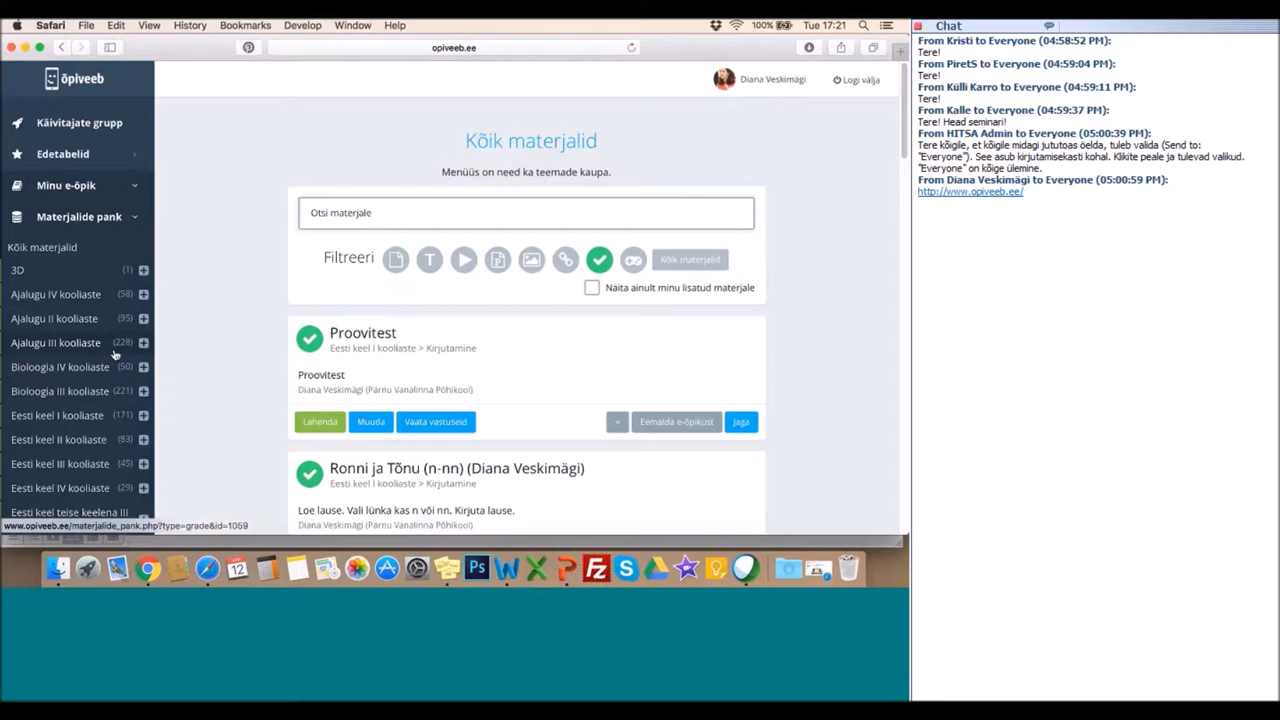 Safari File Edit View History Bookmarks Develop Window Help
100% Tue 17:21
opiveeb.ee
õpiveeb
Diana Veskimägi
Logi välja
Käivitajate grupp
Edetabelid
Minu e-õpik
Materjalide pank
Kõik materjalid
3D (1)
Ajalugu IV kooliaste (58)
Ajalugu II kooliaste (95)
Ajalugu III kooliaste (228)
Bioloogia IV kooliaste (50)
Bioloogia III kooliaste (221)
Eesti keel I kooliaste (171)
Eesti keel II kooliaste (83)
Eesti keel III kooliaste (45)
Eesti keel IV kooliaste (29)
Eesti keel teise keelena III
www.opiveeb.ee/materjalide_pank.php?type=grade&id=1059
Kõik materjalid
Menüüs on need ka teemade kaupa.
Otsi materjale
Filtreeri T P Kõik materjalid
Näita ainult minu lisatud materjale
Proovitest
Eesti keel I kooliaste > Kirjutamine
Proovitest
Diana Veskimägi (Pärnu Vanalinna Põhikool)
Lahenda Muuda Vaata vastuseid Eemalda e-õpikust Jaga
Ronni ja Tõnu (n-nn) (Diana Veskimägi)
Eesti keel I kooliaste > Kirjutamine
Loe lause. Vali lünka kas n või nn. Kirjuta lause.
Diana Veskimägi (Pärnu Vanalinna Põhikool)
12
Ps
Fz
Chat
From Kristi to Everyone (04:58:52 PM):
Tere!
From PiretS to Everyone (04:59:04 PM):
Tere!
From Külli Karro to Everyone (04:59:11 PM):
Tere!
From Kalle to Everyone (04:59:37 PM):
Tere! Head seminari!
From HITSA Admin to Everyone (05:00:39 PM):
Tere kõigile, et kõigile midagi jututoas öelda, tuleb valida (Send to:
"Everyone"). See asub kirjutamisekasti kohal. Klikite peale ja tulevad valikud.
"Everyone" on kõige ülemine.
From Diana Veskimägi to Everyone (05:00:59 PM):
http://www.opiveeb.ee/